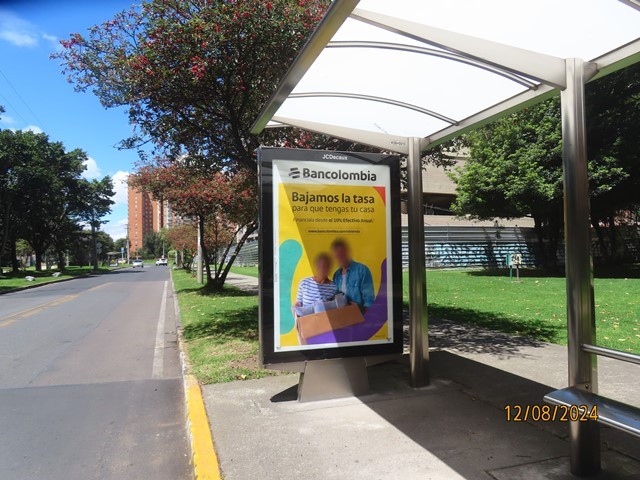 JCDecaux
Bancolombia
Bajamos la tasa
para que tengas tu casa
12/08/2024